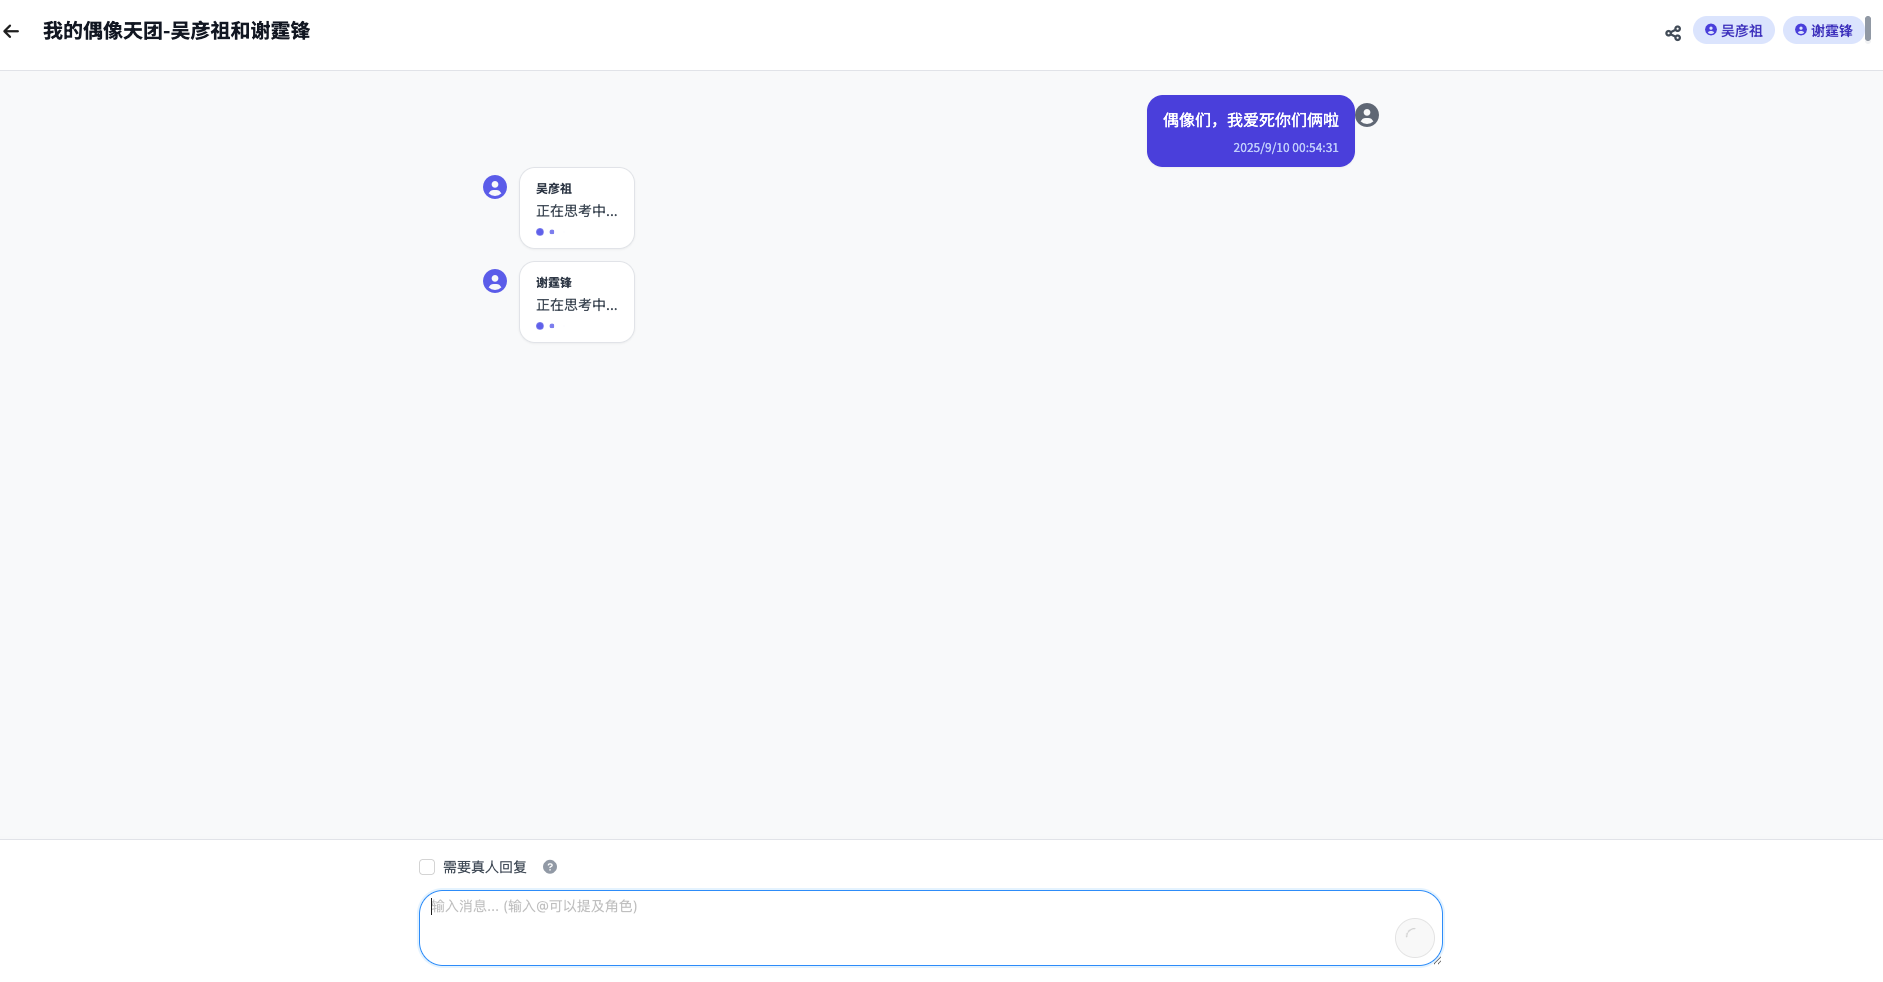 我的偶像天团-吴彦祖和谢霆锋
吴彦祖
谢霆锋
偶像们，我爱死你们俩啦
2025/9/10 00:54:31
吴彦祖
正在思考中...
谢霆锋
正在思考中...
需要真人回复
输入消息... (输入@可以提及角色)